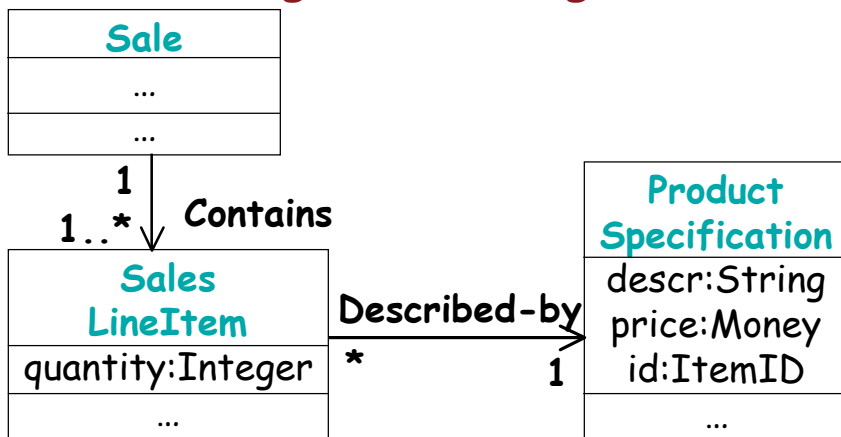 Sale
...
...
1
1..*
Contains
Sales
LineItem
quantity:Integer
...
Described-by
*
1
Product
Specification
descr:String
price:Money
id:ItemID
...